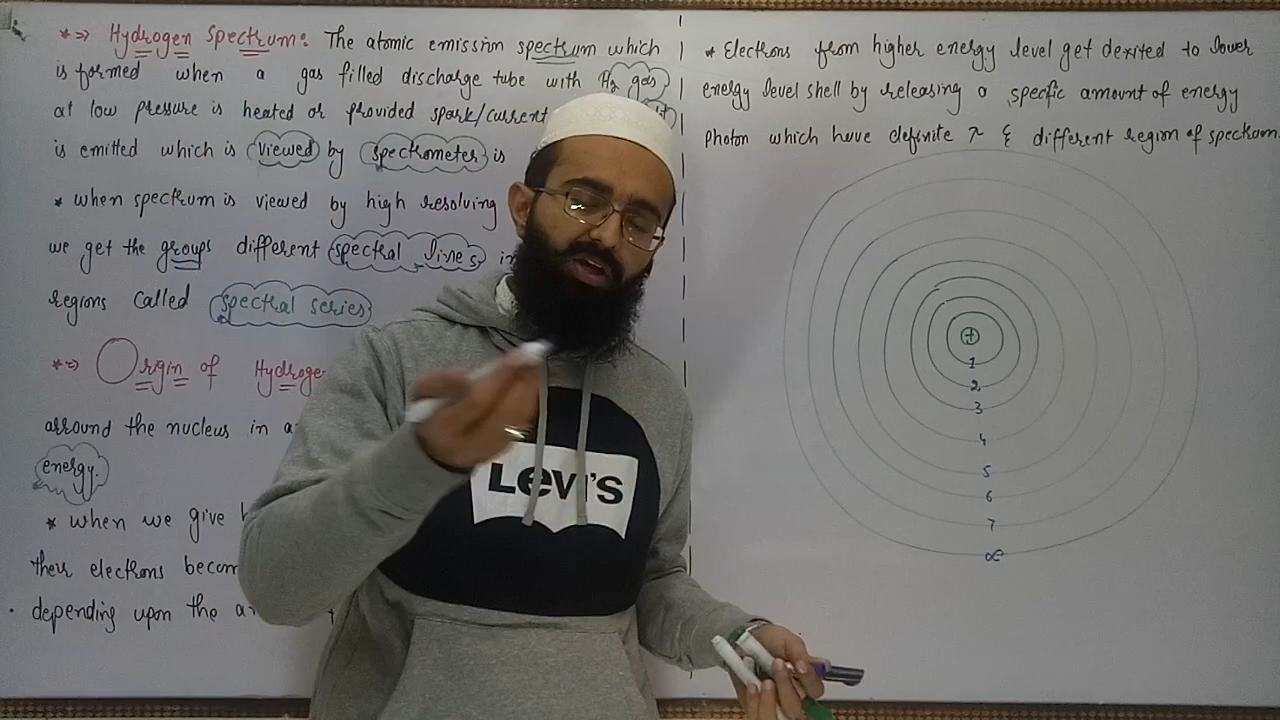 *⇒ Hydrogen Spectrum: The atomic emission spectrum which
is formed when a gas filled discharge tube with H₂ gas
at low pressure is heated or provided spark/current
is emitted which is viewed by spectrometer is
* when spectrum is viewed by high resolving
we get the groups different spectral lines in
regions called spectral series
*⇒ Origin of Hydroge
arround the nucleus in a
energy.
* when we give
their electrons becom
depending upon the a
* Electrons from higher energy level get dexited to lower
energy level shell by releasing a specfic amount of energy
photon which have definite λ & different region of spectrum
+
1
2
3
4
5
6
7
∞
LEVI'S